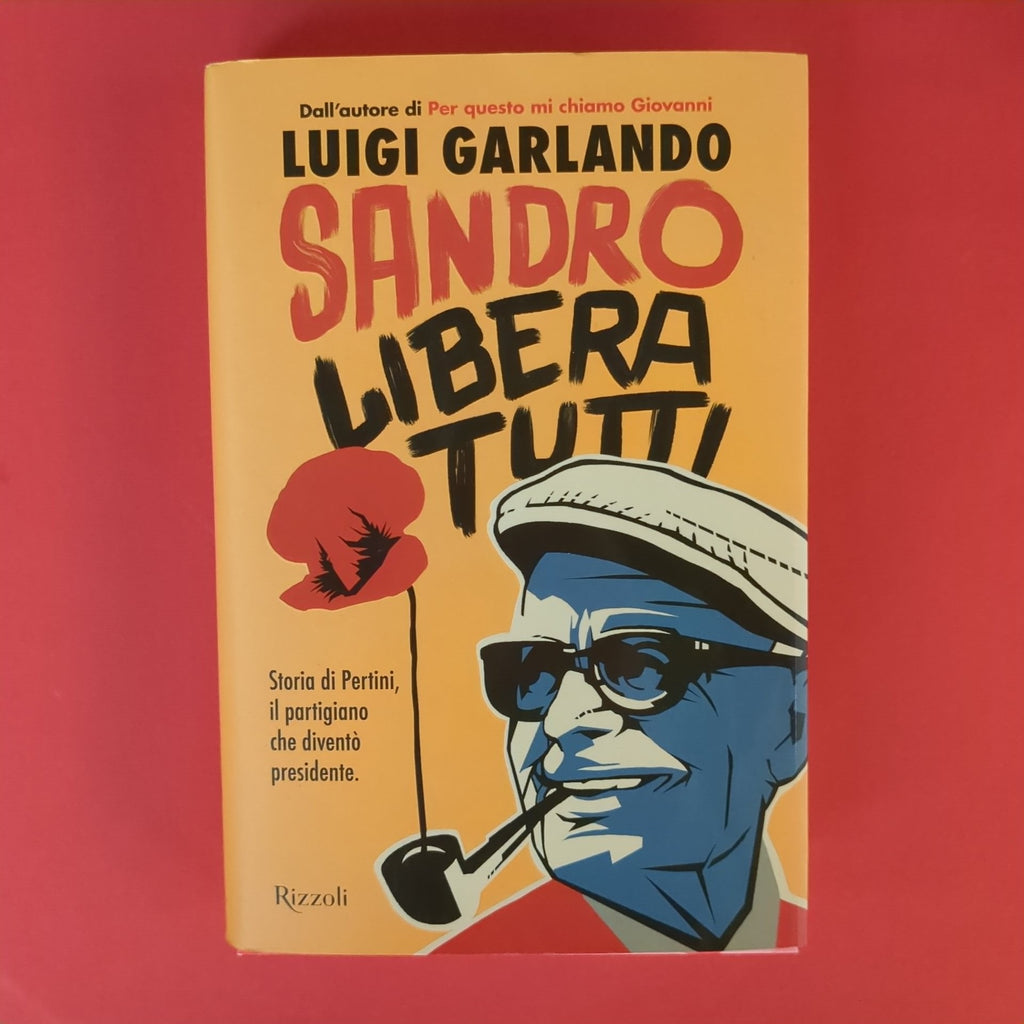 Dall'autore di Per questo mi chiamo Giovanni
LUIGI GARLANDO
SANDRO
LIBERA
TUTTI
Storia di Pertini,
il partigiano
che diventò
presidente.
Rizzoli